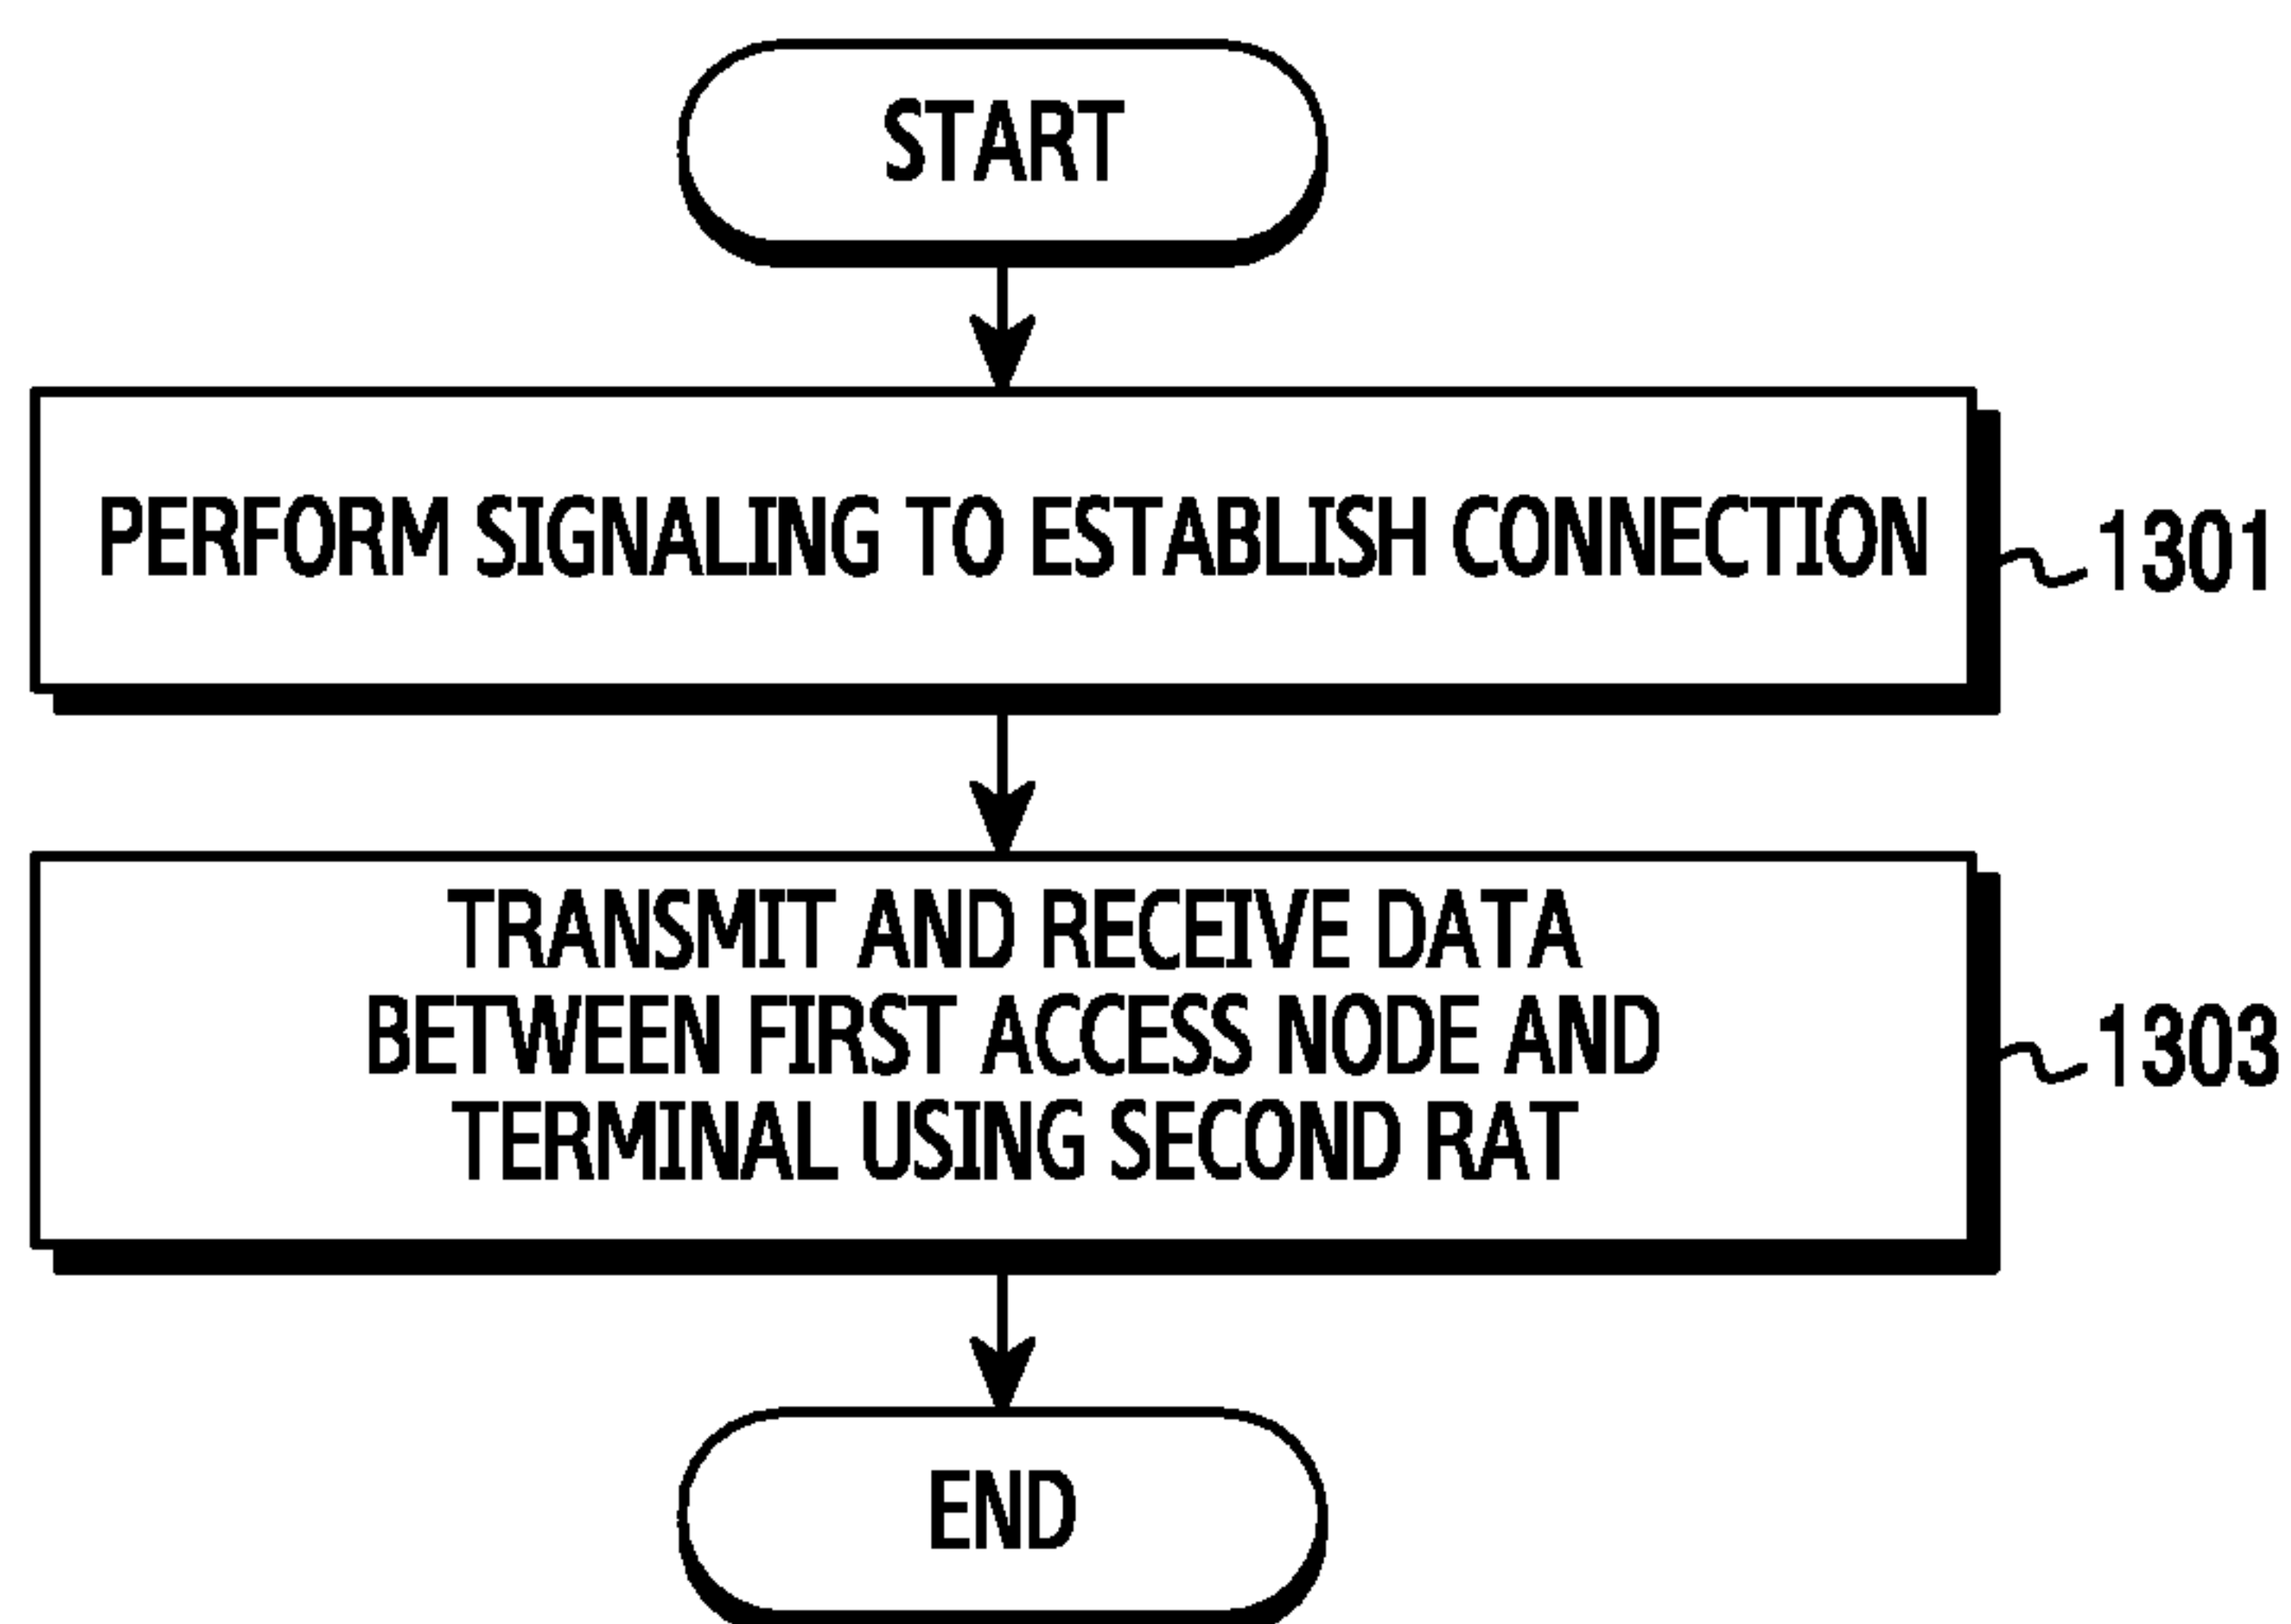 START
PERFORM SIGNALING TO ESTABLISH CONNECTION
1301
TRANSMIT AND RECEIVE DATA
BETWEEN FIRST ACCESS NODE AND
TERMINAL USING SECOND RAT
1303
END